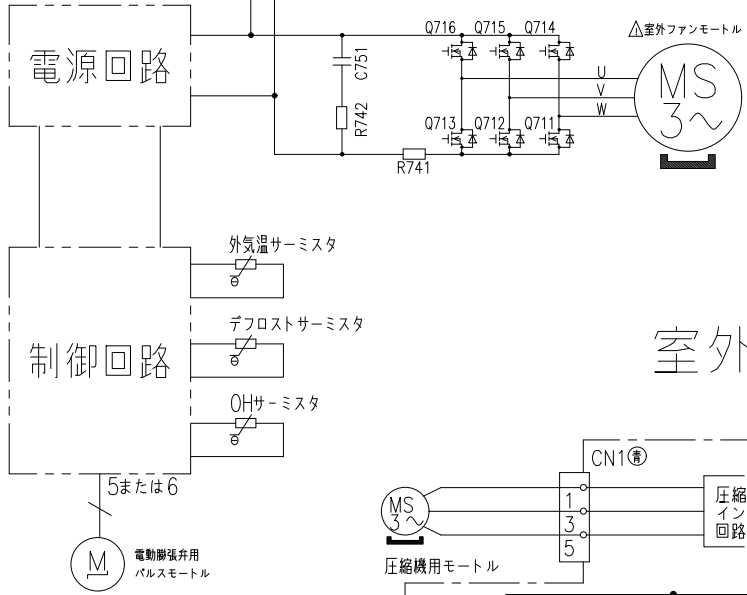 電源回路
C751
R742
R741
Q716 Q715 Q714
Q713 Q712 Q711
U
V
W
⚠室外ファンモートル
MS
3~
外気温サーミスタ
θ
デフロストサーミスタ
θ
OHサーミスタ
θ
制御回路
5または6
M
電動膨張弁用
パルスモートル
室外
MS
3~
圧縮機用モートル
CN1青
1
3
5
圧縮
イン
回路